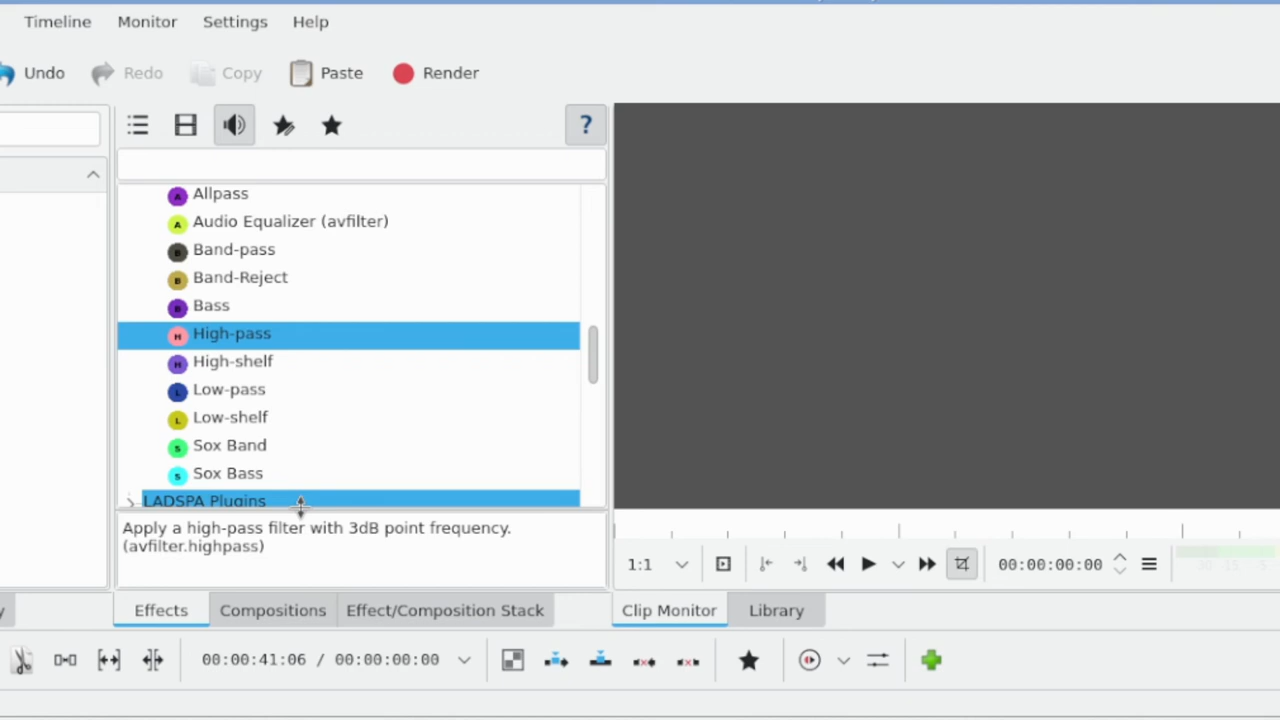 Timeline Monitor Settings Help
Undo Redo Copy Paste Render
?
A Allpass
A Audio Equalizer (avfilter)
B Band-pass
B Band-Reject
B Bass
H High-pass
H High-shelf
L Low-pass
L Low-shelf
S Sox Band
S Sox Bass
LADSPA Plugins
Apply a high-pass filter with 3dB point frequency.
(avfilter.highpass)
1:1 00:00:00:00
Effects Compositions Effect/Composition Stack Clip Monitor Library
00:00:41:06 / 00:00:00:00